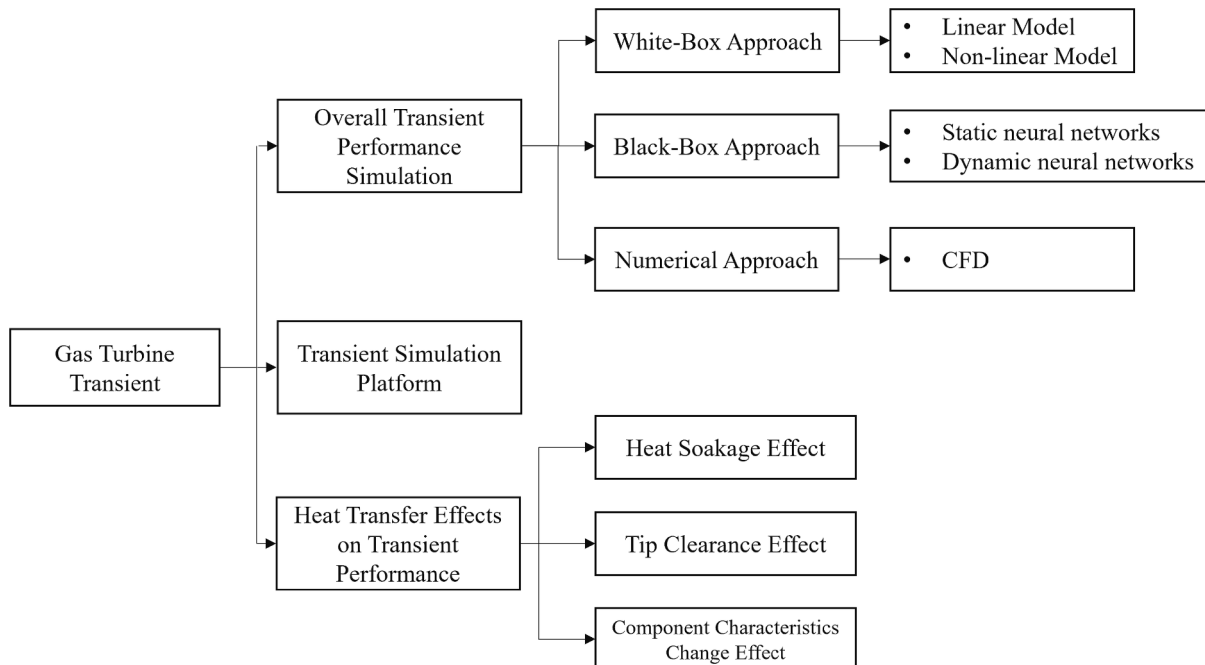 Gas Turbine
Transient
Overall Transient
Performance
Simulation
White-Box Approach
• Linear Model
• Non-linear Model
Black-Box Approach
• Static neural networks
• Dynamic neural networks
Numerical Approach
• CFD
Transient Simulation
Platform
Heat Transfer Effects
on Transient
Performance
Heat Soakage Effect
Tip Clearance Effect
Component Characteristics
Change Effect